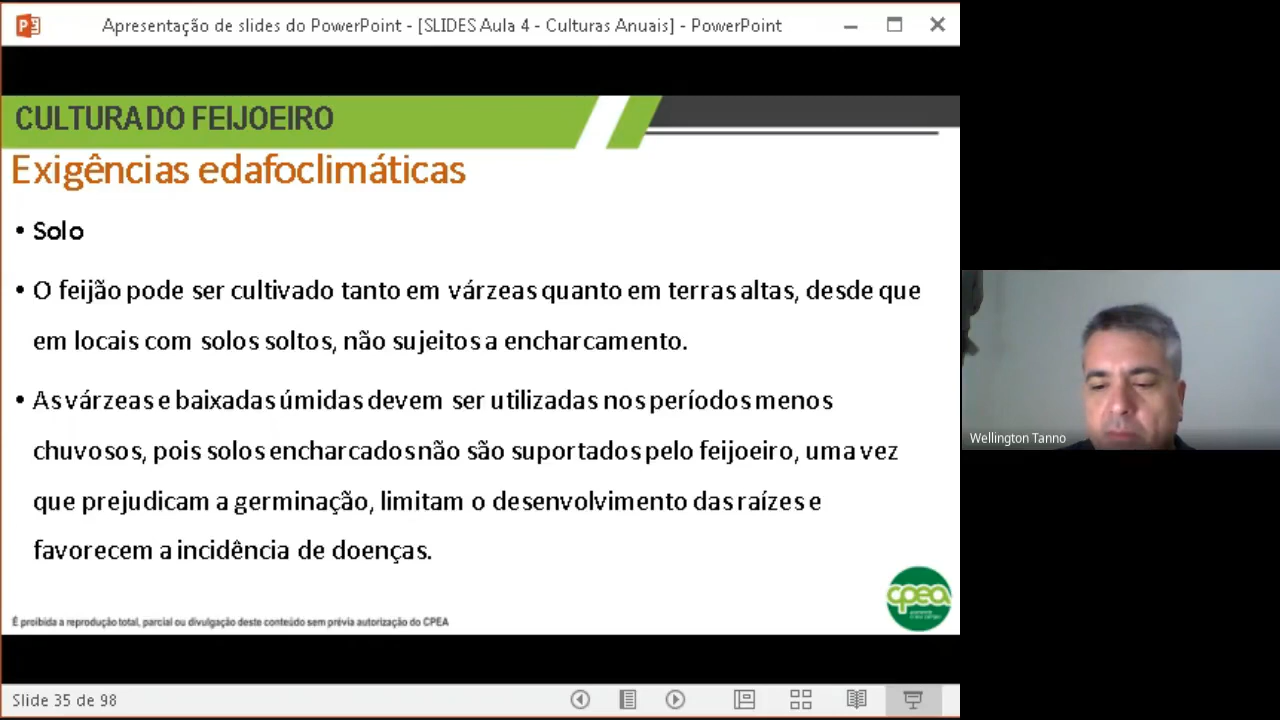 Apresentação de slides do PowerPoint - [SLIDES Aula 4 - Culturas Anuais] - PowerPoint
CULTURA DO FEIJOEIRO
Exigências edafoclimáticas
• Solo
• O feijão pode ser cultivado tanto em várzeas quanto em terras altas, desde que
em locais com solos soltos, não sujeitos a encharcamento.
• As várzeas e baixadas úmidas devem ser utilizadas nos períodos menos
chuvosos, pois solos encharcados não são suportados pelo feijoeiro, uma vez
que prejudicam a germinação, limitam o desenvolvimento das raízes e
favorecem a incidência de doenças.
Wellington Tanno
cpea
É proibida a reprodução total, parcial ou divulgação deste conteúdo sem prévia autorização do CPEA
Slide 35 de 98